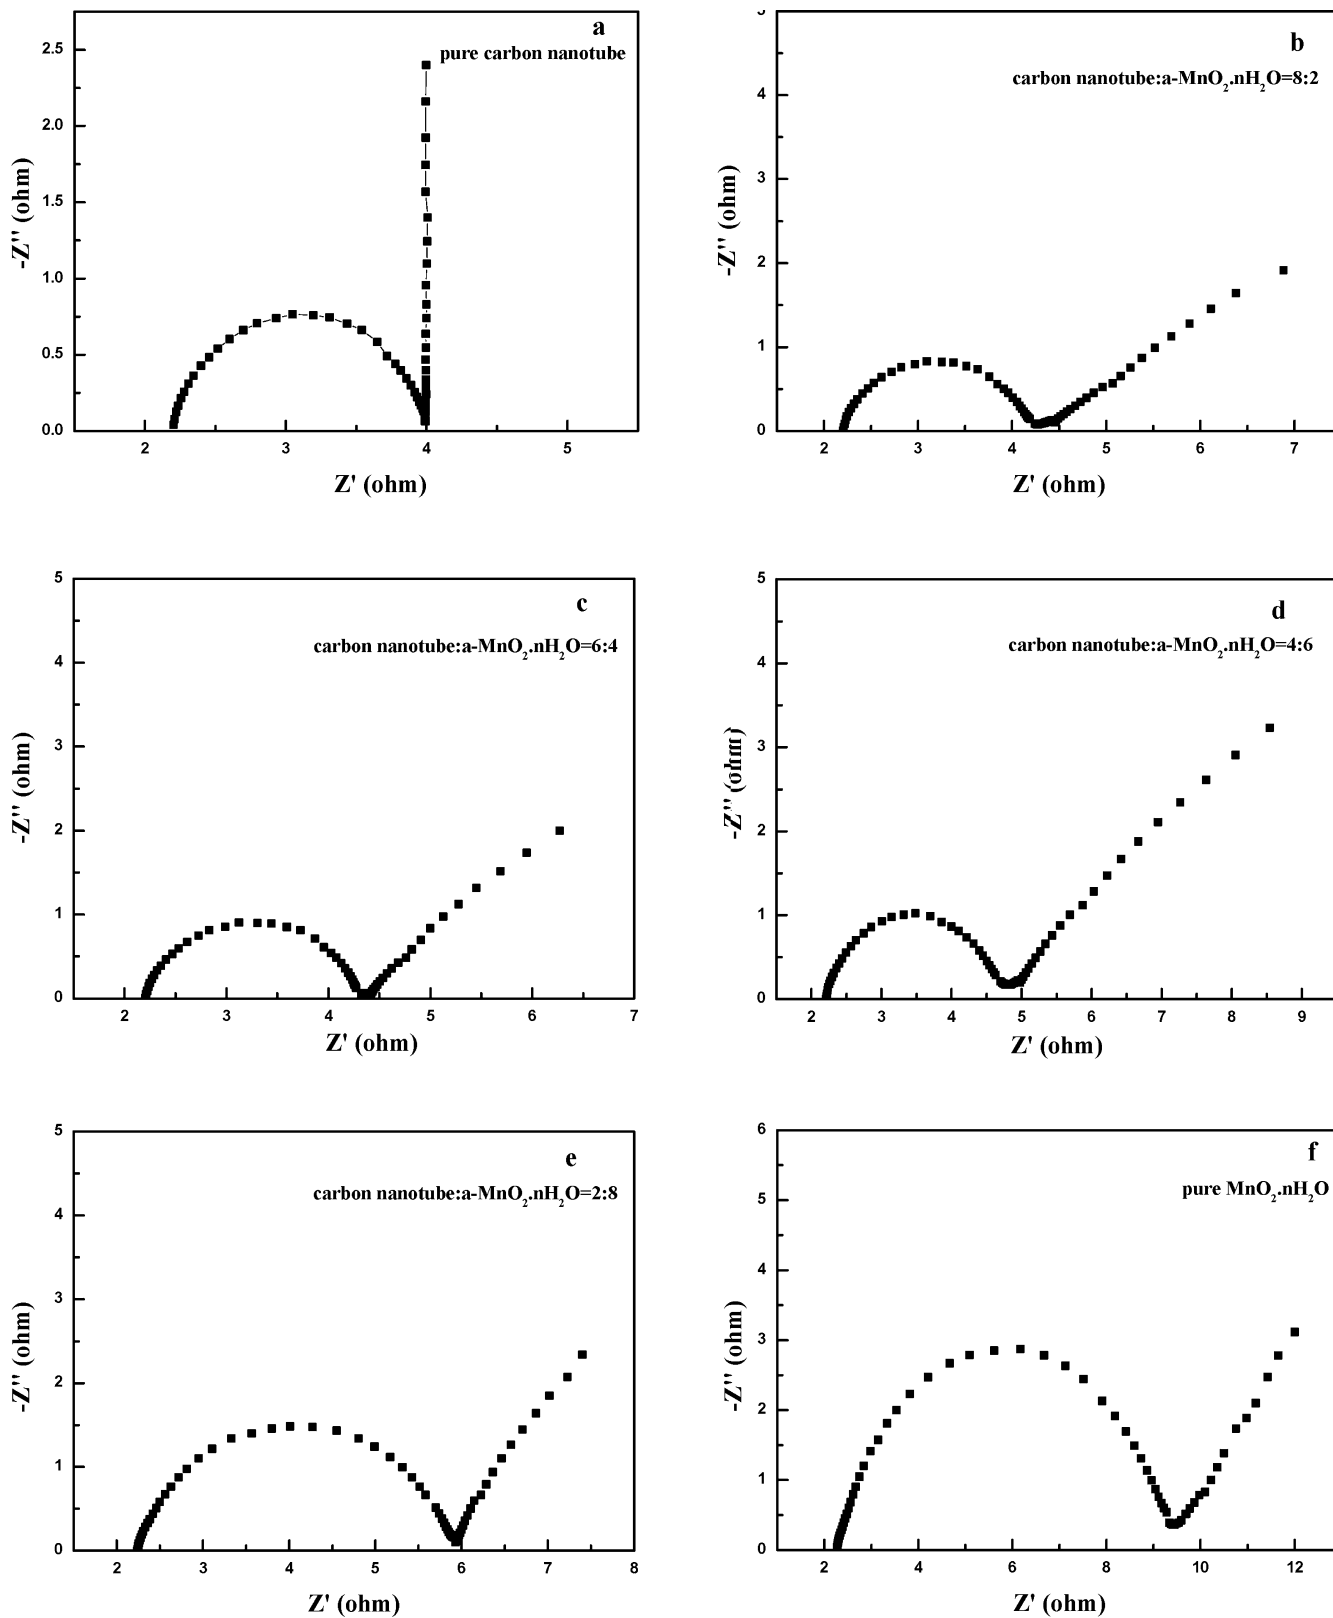 a
pure carbon nanotube
2.5
2.0
1.5
1.0
0.5
0.0
-Z'' (ohm)
2 3 4 5
Z' (ohm)
b
carbon nanotube:a-MnO₂.nH₂O=8:2
5
4
3
2
1
0
-Z'' (ohm)
2 3 4 5 6 7
Z' (ohm)
c
carbon nanotube:a-MnO₂.nH₂O=6:4
5
4
3
2
1
0
-Z'' (ohm)
2 3 4 5 6 7
Z' (ohm)
d
carbon nanotube:a-MnO₂.nH₂O=4:6
5
4
3
2
1
0
-Z'' (ohm)
2 3 4 5 6 7 8 9
Z' (ohm)
e
carbon nanotube:a-MnO₂.nH₂O=2:8
5
4
3
2
1
0
-Z'' (ohm)
2 3 4 5 6 7 8
Z' (ohm)
f
pure MnO₂.nH₂O
6
5
4
3
2
1
0
-Z'' (ohm)
2 4 6 8 10 12
Z' (ohm)